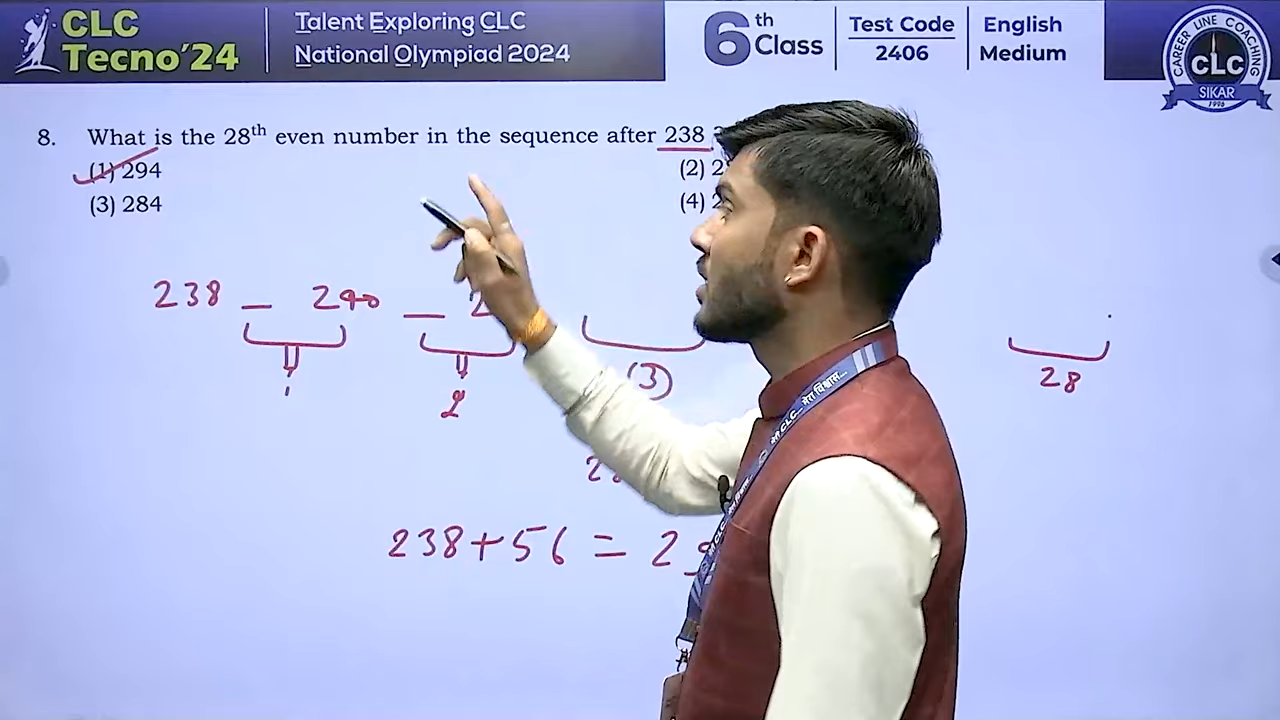 CLC
Tecno'24
Talent Exploring CLC
National Olympiad 2024
6th Class
Test Code
2406
English
Medium
CAREER LINE COACHING
CLC
SIKAR
1996
8. What is the 28th even number in the sequence after 238
(1) 294
(2)
(3) 284
(4)
238 _ 240 _
1
2
(3)
28
238+56 =